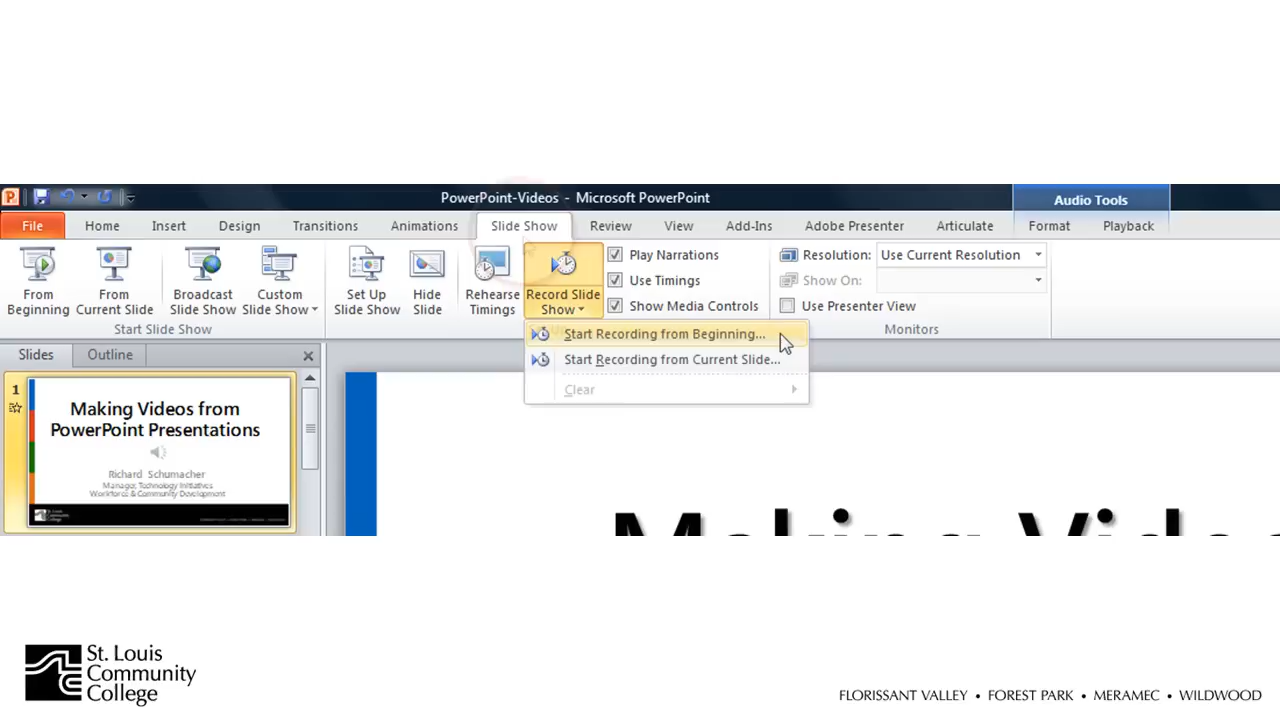 PowerPoint-Videos - Microsoft PowerPoint
Audio Tools
File Home Insert Design Transitions Animations Slide Show Review View Add-Ins Adobe Presenter Articulate Format Playback
From Beginning
From Current Slide
Broadcast Slide Show
Custom Slide Show
Start Slide Show
Set Up Slide Show
Hide Slide
Rehearse Timings
Record Slide Show
Play Narrations
Use Timings
Show Media Controls
Resolution: Use Current Resolution
Show On:
Use Presenter View
Monitors
Start Recording from Beginning...
Start Recording from Current Slide...
Clear
Slides Outline
1
Making Videos from
PowerPoint Presentations
Richard Schumacher
Manager, Technology Initiatives
Workforce & Community Development
St. Louis
Community
College
FLORISSANT VALLEY • FOREST PARK • MERAMEC • WILDWOOD